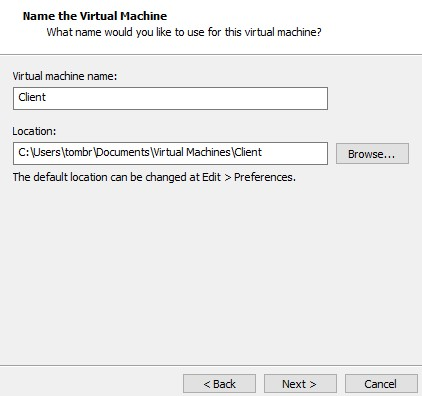 Name the Virtual Machine
What name would you like to use for this virtual machine?
Virtual machine name:
Client
Location:
C:\Users\tombr\Documents\Virtual Machines\Client
Browse...
The default location can be changed at Edit > Preferences.
< Back
Next >
Cancel